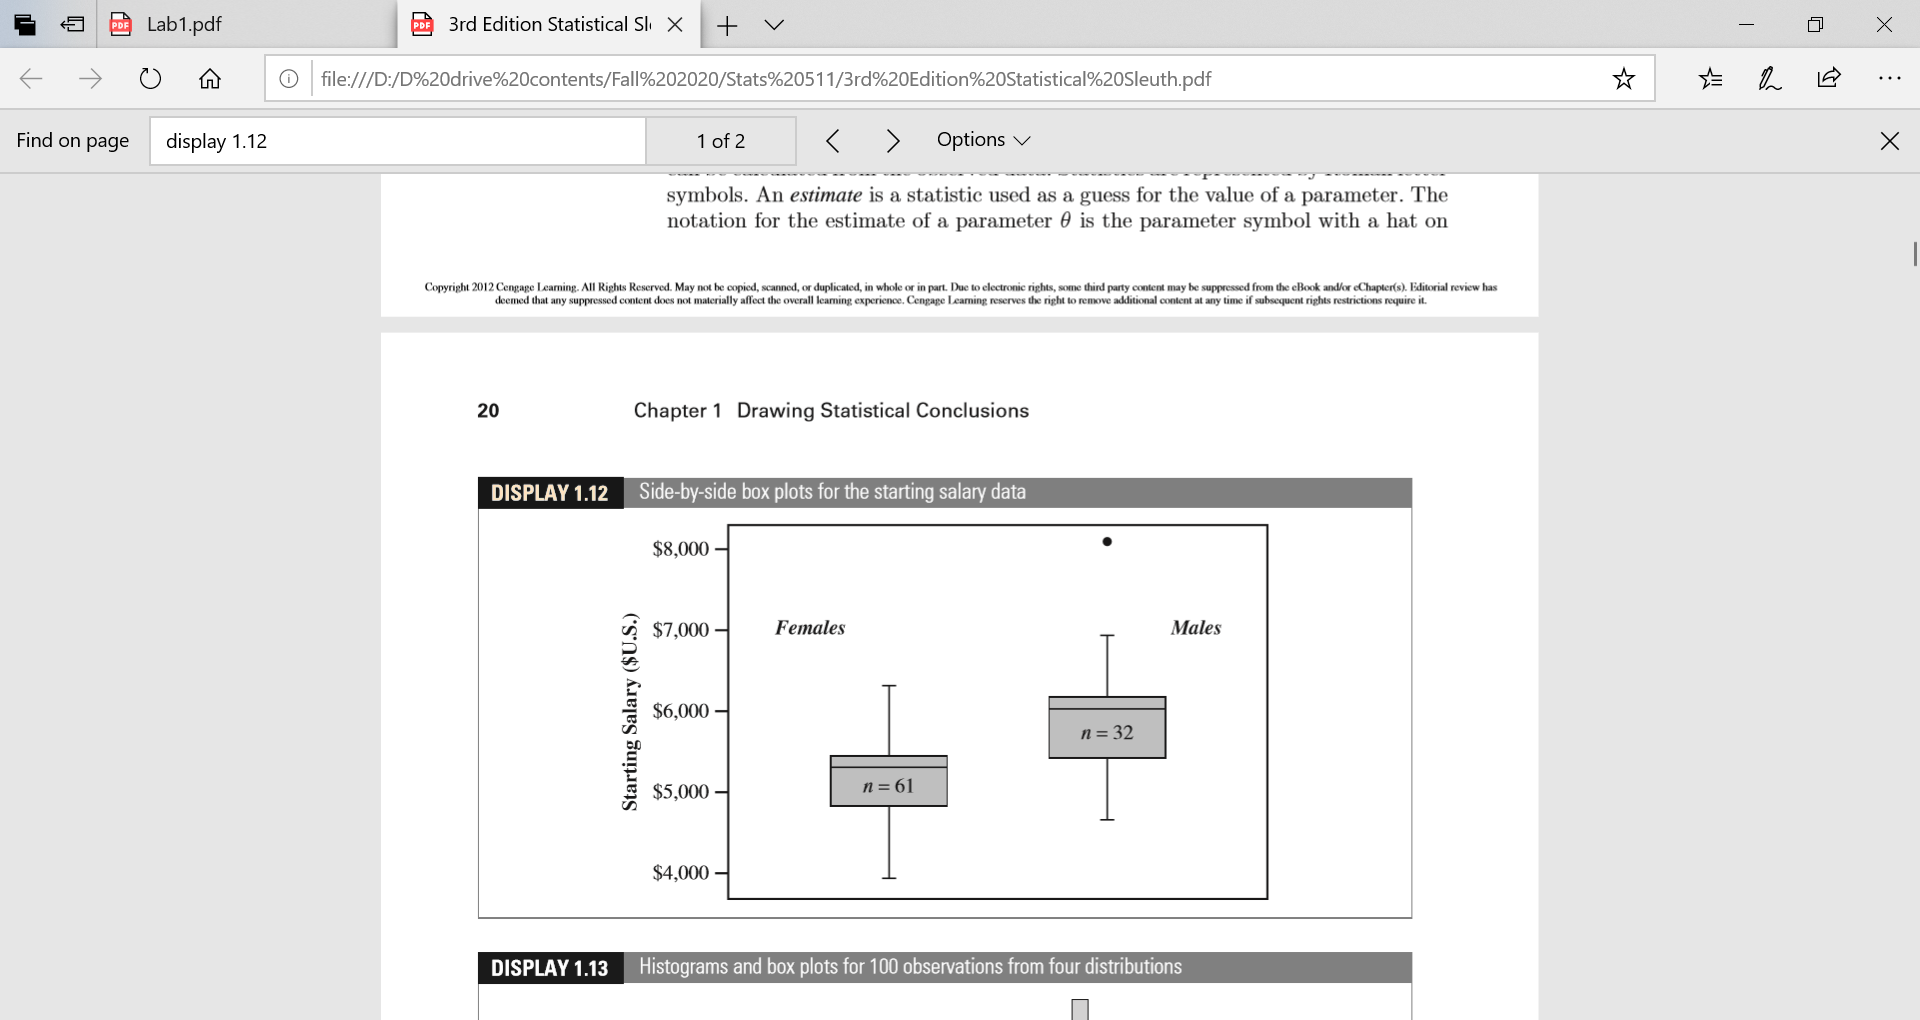 Lab1.pdf
3rd Edition Statistical Sl
file:///D:/D%20drive%20contents/Fall%202020/Stats%20511/3rd%20Edition%20Statistical%20Sleuth.pdf
Find on page
display 1.12
1 of 2
Options
symbols. An estimate is a statistic used as a guess for the value of a parameter. The
notation for the estimate of a parameter θ is the parameter symbol with a hat on
Copyright 2012 Cengage Learning. All Rights Reserved. May not be copied, scanned, or duplicated, in whole or in part. Due to electronic rights, some third party content may be suppressed from the eBook and/or eChapter(s). Editorial review has
deemed that any suppressed content does not materially affect the overall learning experience. Cengage Learning reserves the right to remove additional content at any time if subsequent rights restrictions require it.
20 Chapter 1 Drawing Statistical Conclusions
DISPLAY 1.12 Side-by-side box plots for the starting salary data
Starting Salary ($U.S.)
$8,000
$7,000
$6,000
$5,000
$4,000
Females
Males
n = 61
n = 32
DISPLAY 1.13 Histograms and box plots for 100 observations from four distributions